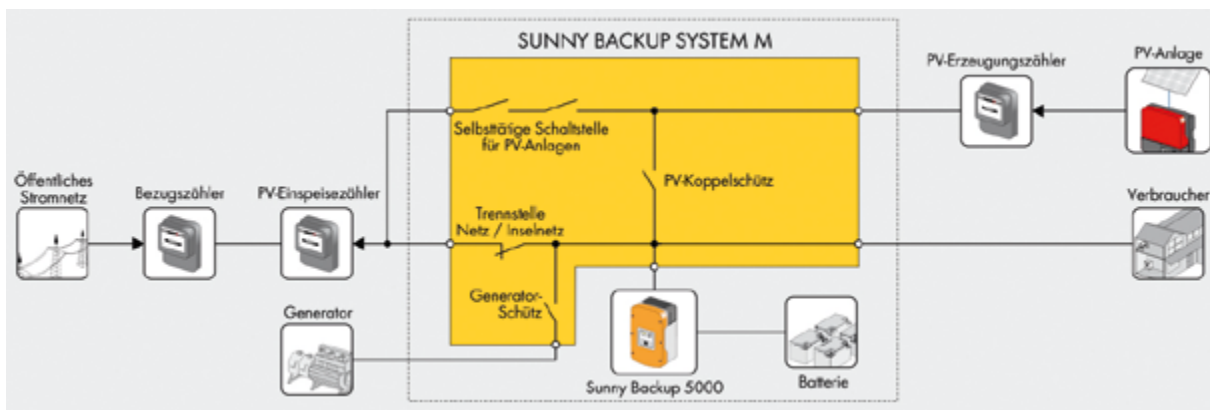 SUNNY BACKUP SYSTEM M
PV-Erzeugungszähler
PV-Anlage
Selbsttätige Schaltstelle
für PV-Anlagen
PV-Koppelschütz
Öffentliches
Stromnetz
Bezugszähler
PV-Einspeisezähler
Trennstelle
Netz / Inselnetz
Verbraucher
Generator-
Schütz
Generator
Sunny Backup 5000
Batterie